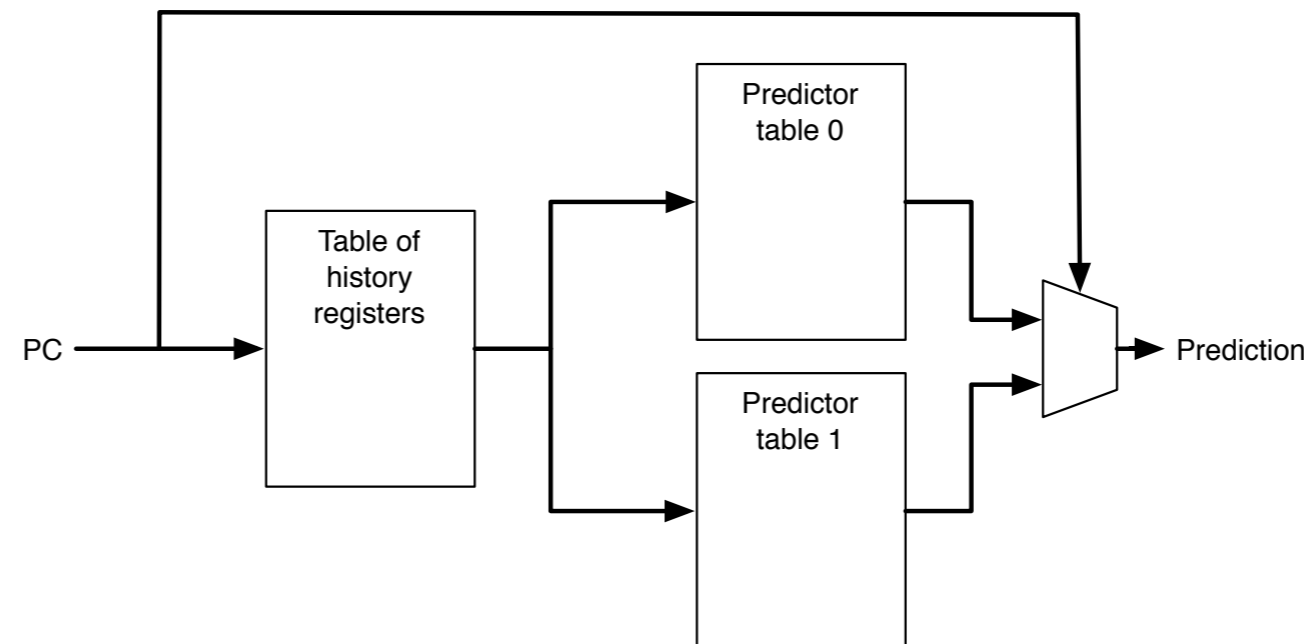 Predictor
table 0
Table of
history
registers
PC
Prediction
Predictor
table 1